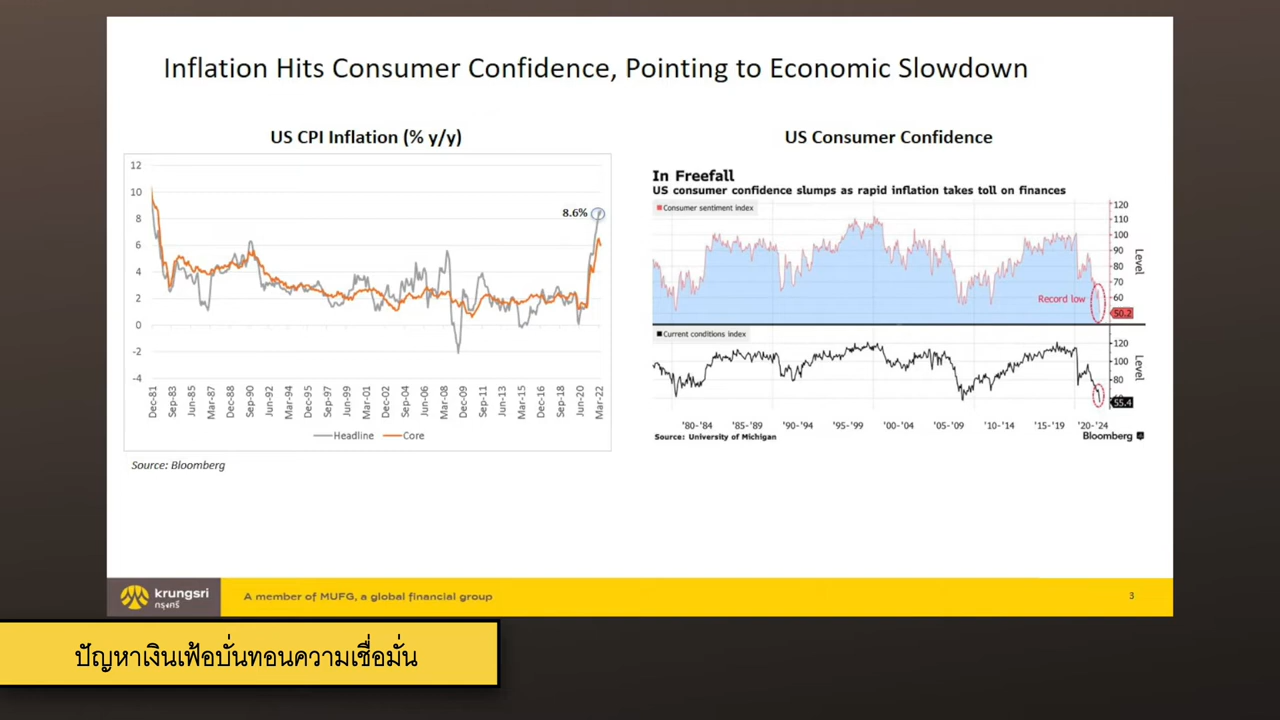 Inflation Hits Consumer Confidence, Pointing to Economic Slowdown
US CPI Inflation (% y/y)
12
10
8
6
4
2
0
-2
-4
8.6%
Dec-81
Sep-83
Jun-85
Mar-87
Dec-88
Sep-90
Jun-92
Mar-94
Dec-95
Sep-97
Jun-99
Mar-01
Dec-02
Sep-04
Jun-06
Mar-08
Dec-09
Sep-11
Jun-13
Mar-15
Dec-16
Sep-18
Jun-20
Mar-22
Headline
Core
Source: Bloomberg
US Consumer Confidence
In Freefall
US consumer confidence slumps as rapid inflation takes toll on finances
Consumer sentiment index
120
110
100
90
80
70
60
50.2
Level
Record low
Current conditions index
120
100
80
55.4
Level
'80-'84
'85-'89
'90-'94
'95-'99
'00-'04
'05-'09
'10-'14
'15-'19
'20-'24
Source: University of Michigan
Bloomberg
krungsri
กรุงศรี
A member of MUFG, a global financial group
3
ปัญหาเงินเฟ้อบั่นทอนความเชื่อมั่น